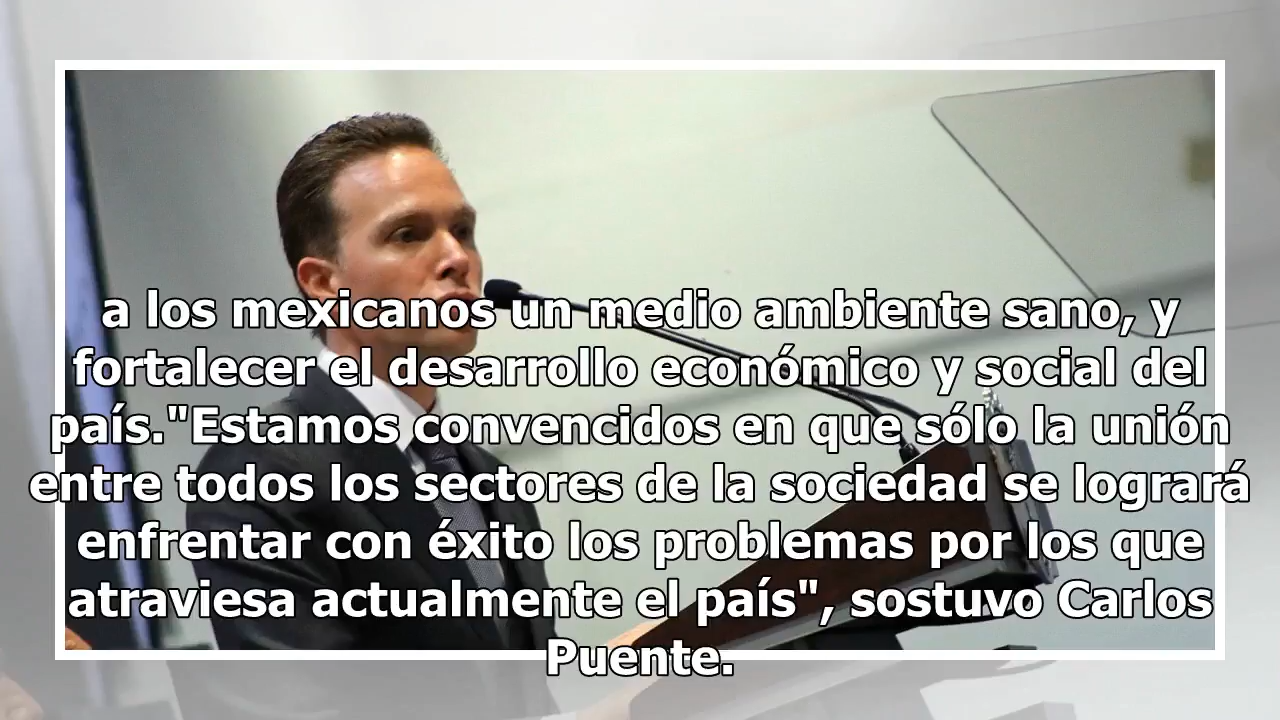 a los mexicanos un medio ambiente sano, y
fortalecer el desarrollo económico y social del
país."Estamos convencidos en que sólo la unión
entre todos los sectores de la sociedad se logrará
enfrentar con éxito los problemas por los que
atraviesa actualmente el país", sostuvo Carlos
Puente.